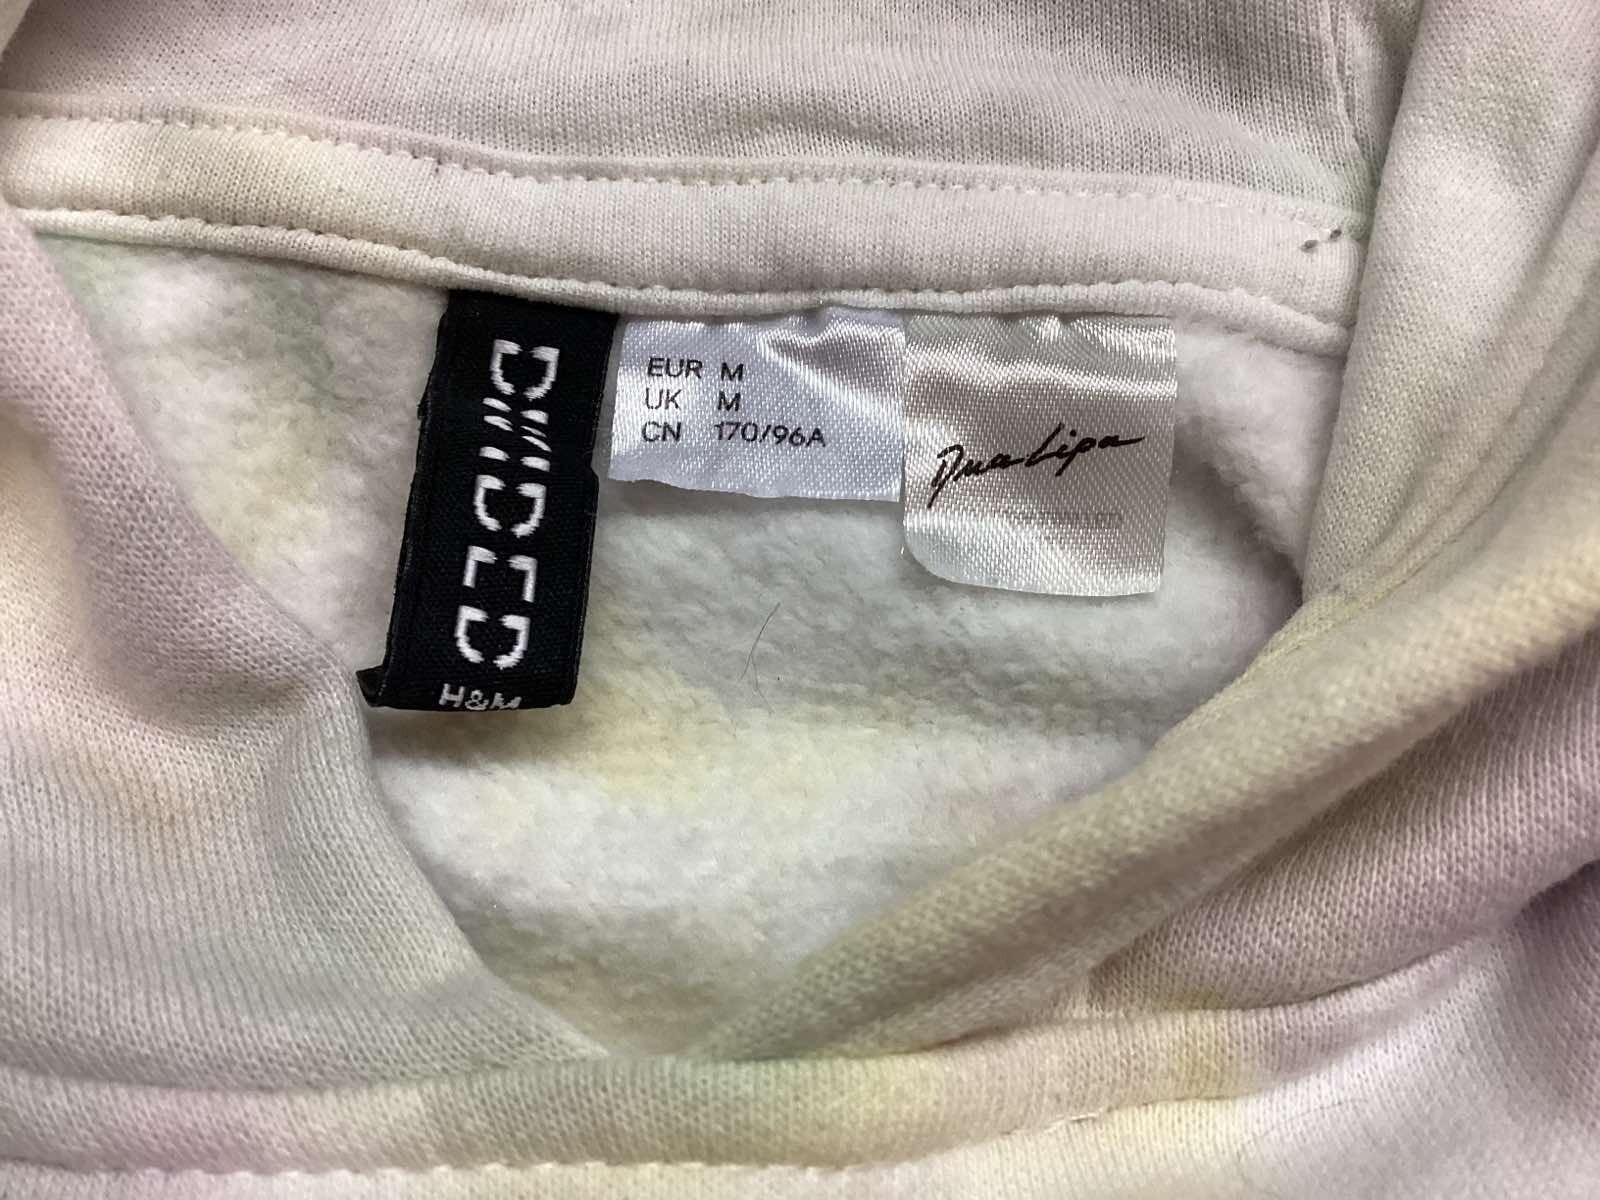 DIVIDED
H&M
EUR M
UK M
CN 170/96A
Dua Lipa